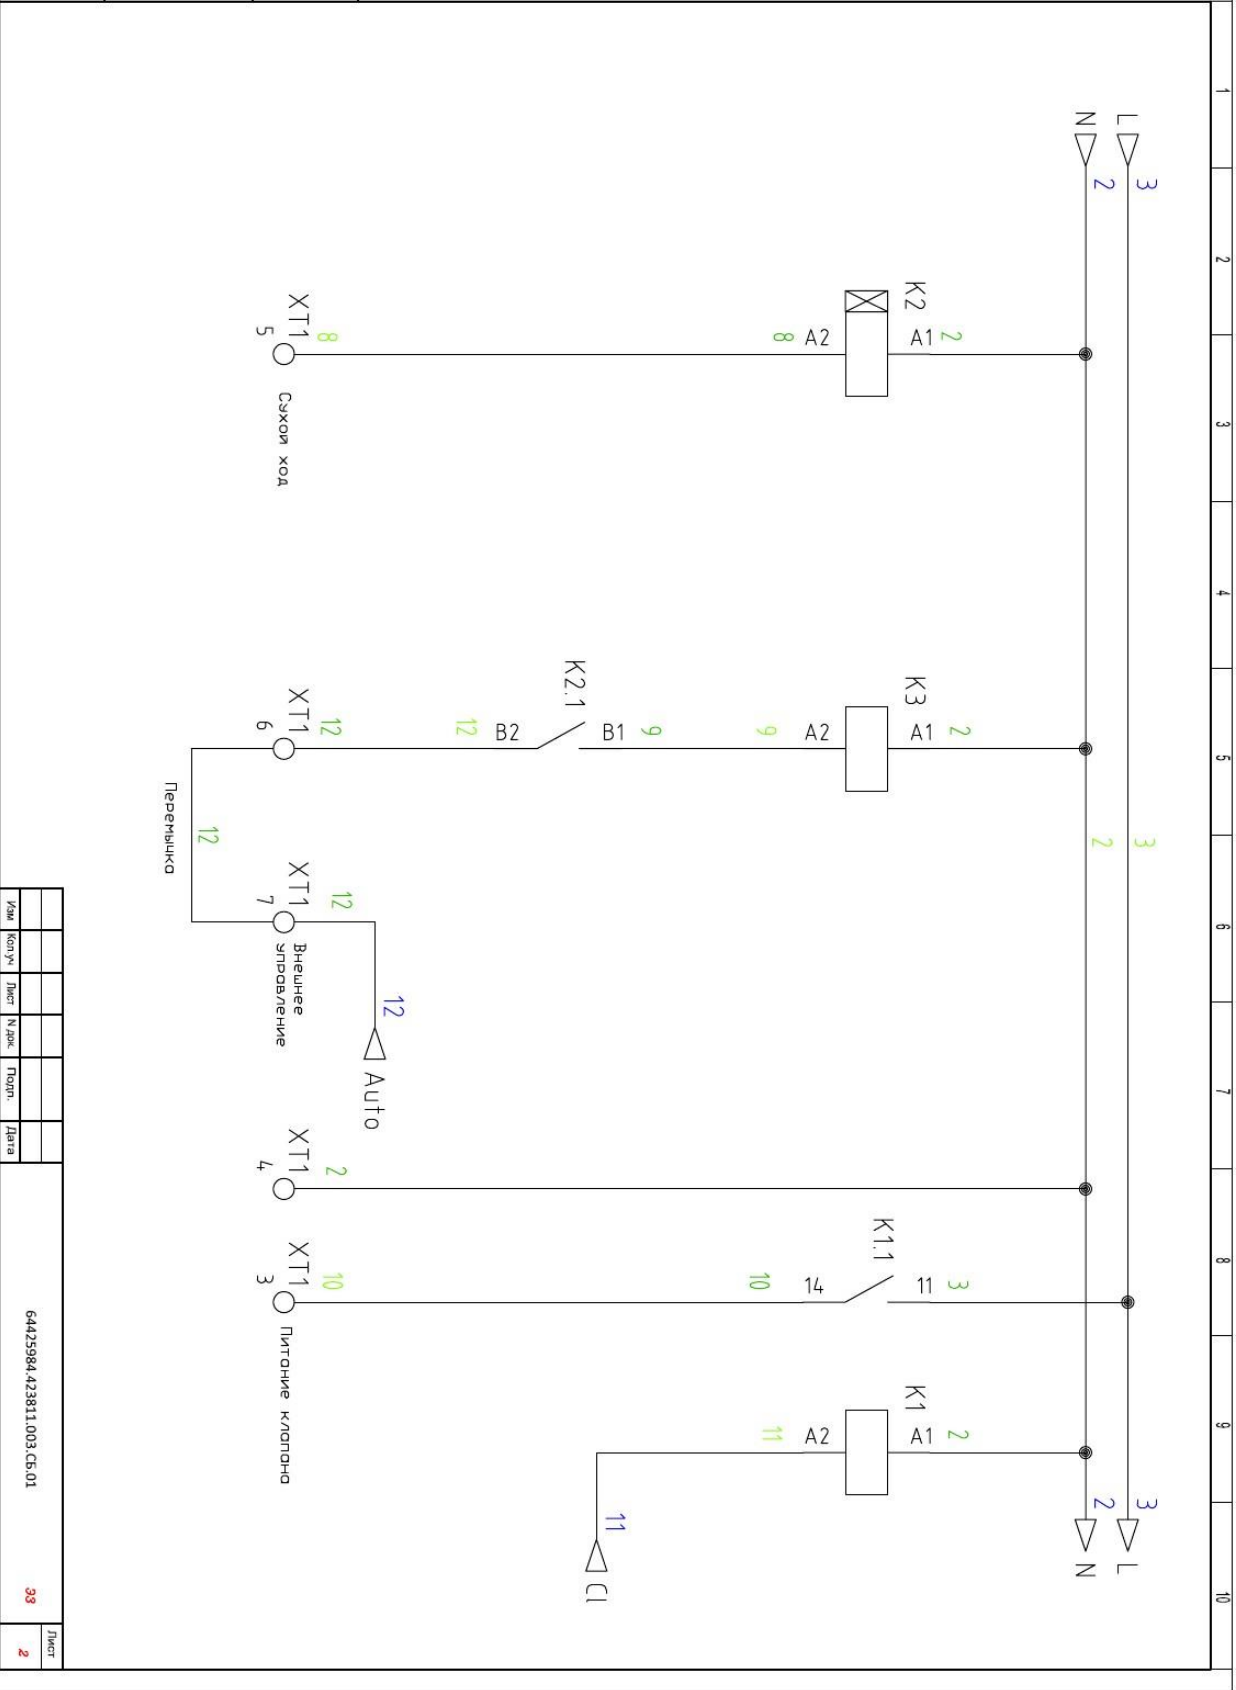 1
2
3
4
5
6
7
8
9
10
L
3
3
3
L
N
2
2
2
N
K2
A1
2
A2
8
XT1
8
5
Сухой ход
K3
A1
2
A2
9
K2.1
B1
9
B2
12
XT1
12
6
Перемычка
12
XT1
12
7
Внешнее
управление
12
Auto
XT1
2
4
K1.1
11
3
14
10
XT1
10
3
Питание клапана
K1
A1
2
A2
11
11
Cl
Изм
Кол.уч
Лист
N док.
Подп.
Дата
64425984.423811.003.СБ.01
Э3
Лист
2